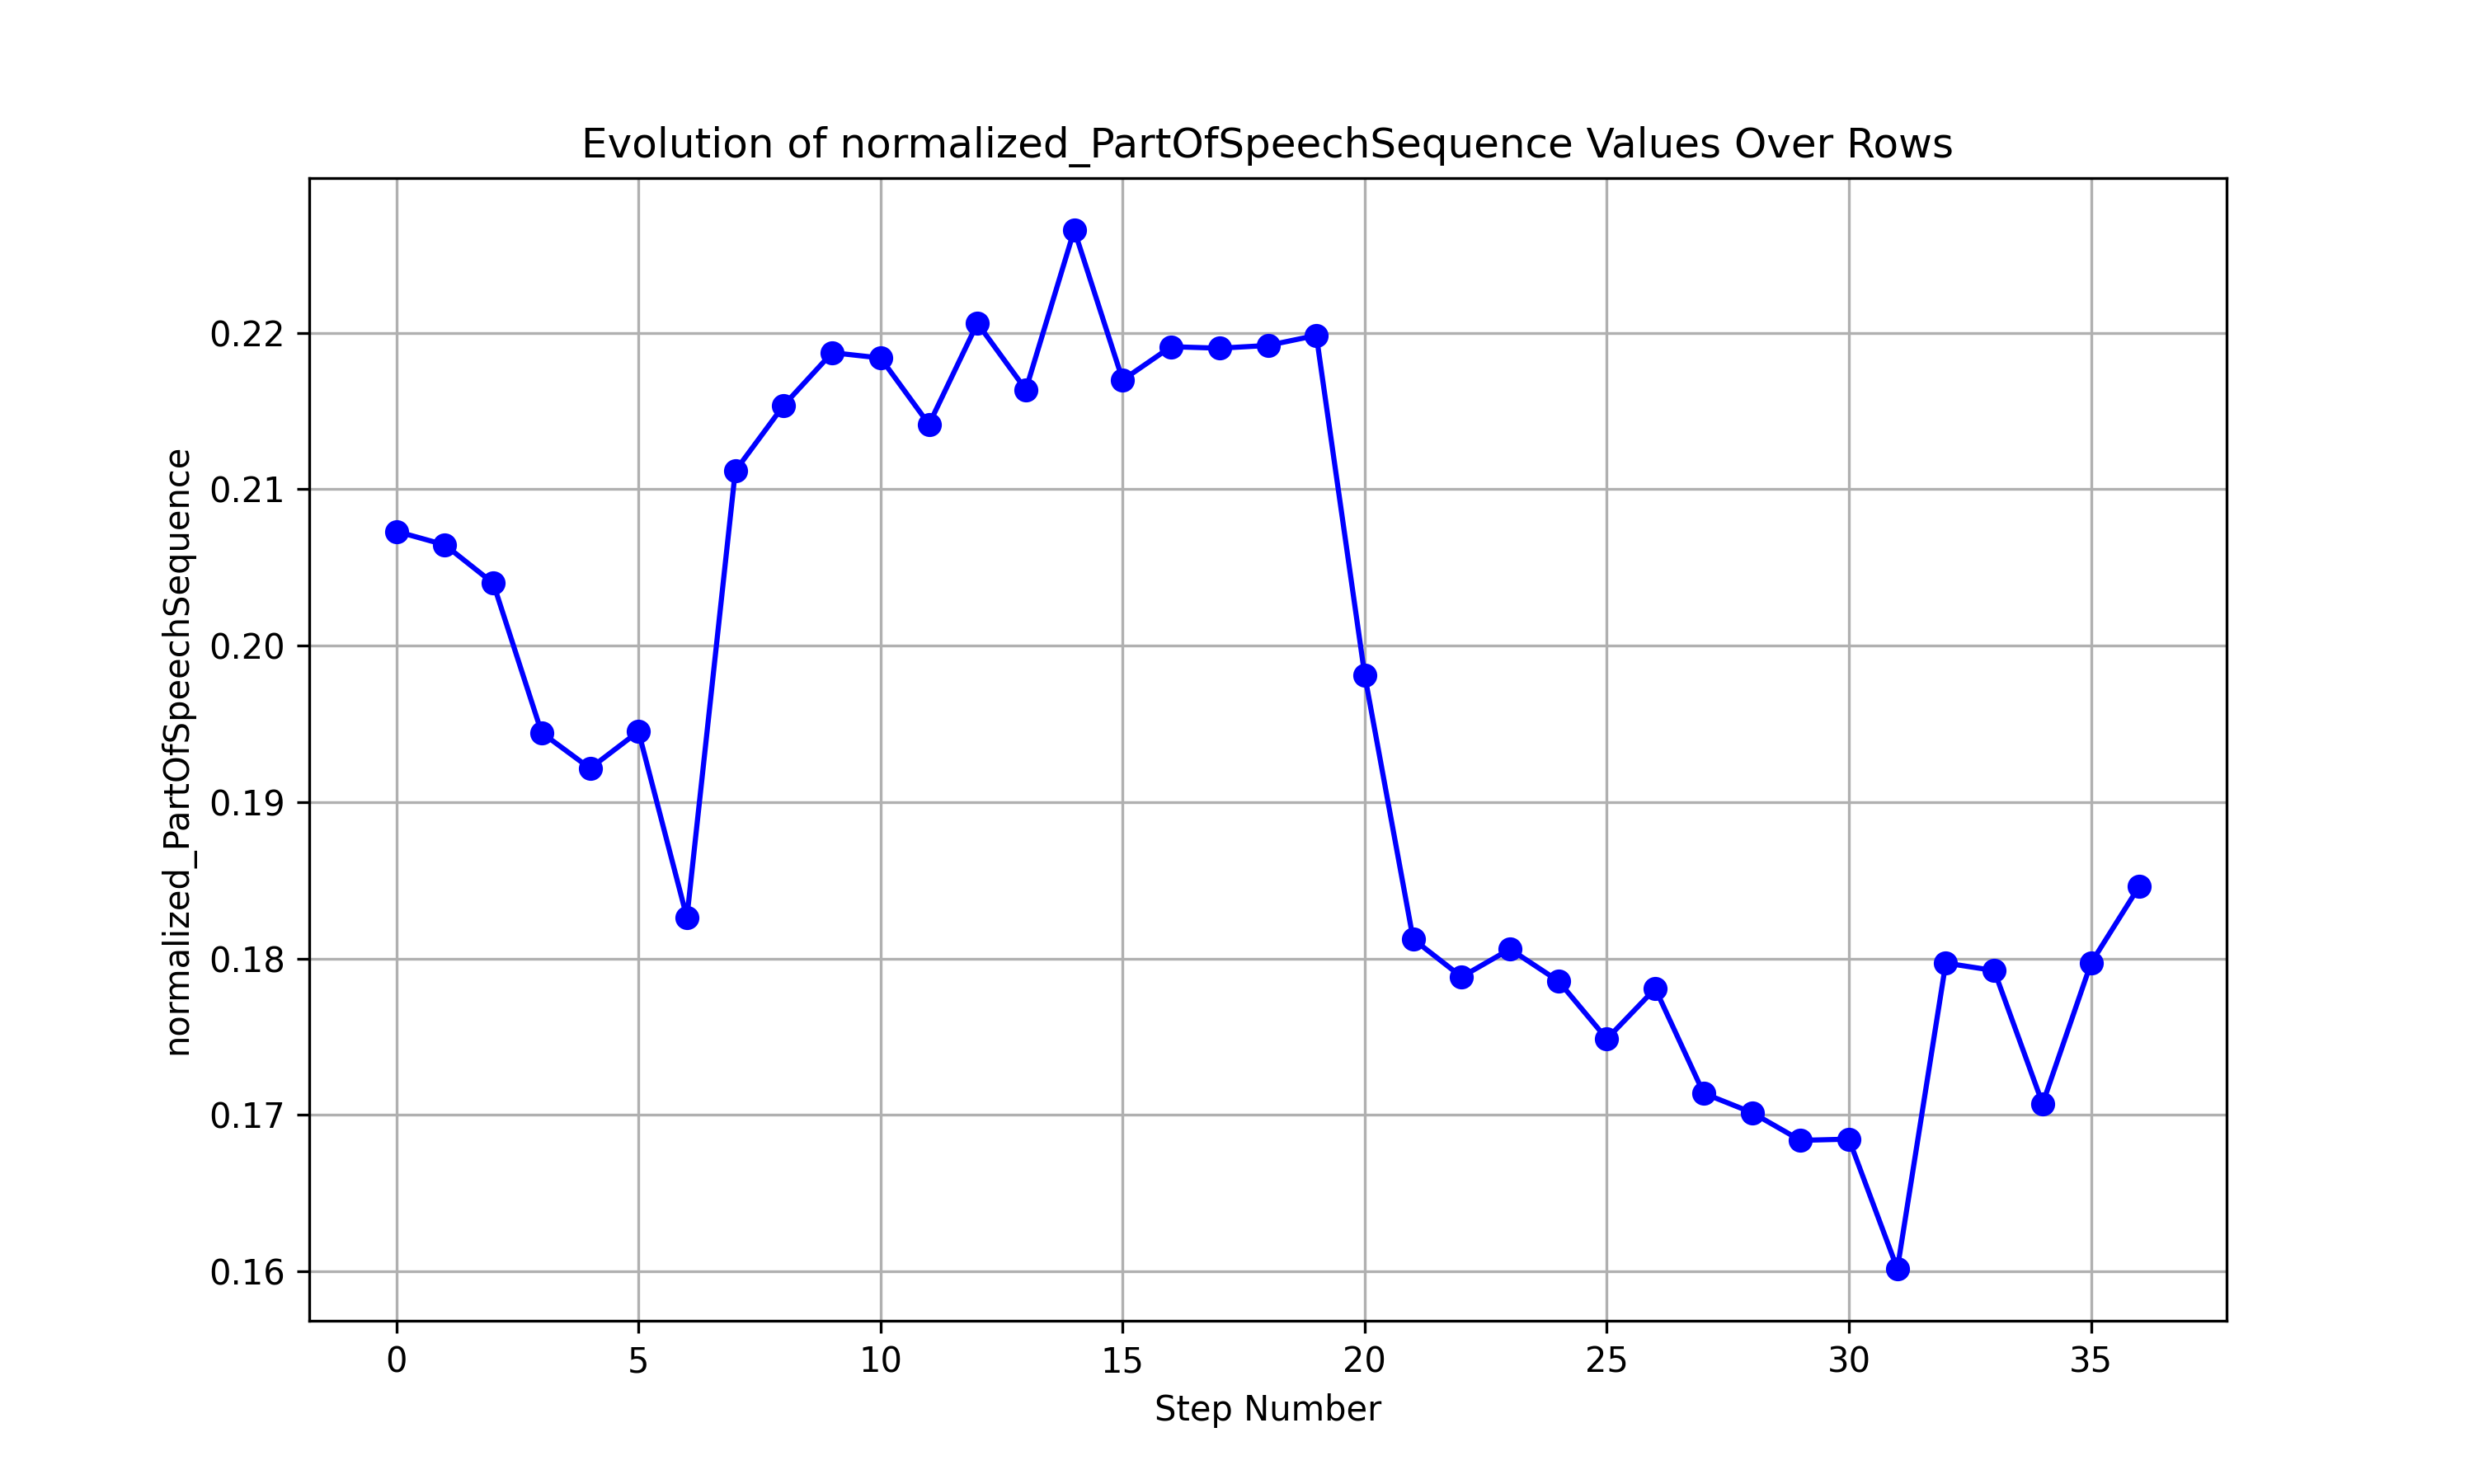 Evolution of normalized_PartOfSpeechSequence Values Over Rows
normalized_PartOfSpeechSequence
0.22
0.21
0.20
0.19
0.18
0.17
0.16
0 5 10 15 20 25 30 35
Step Number